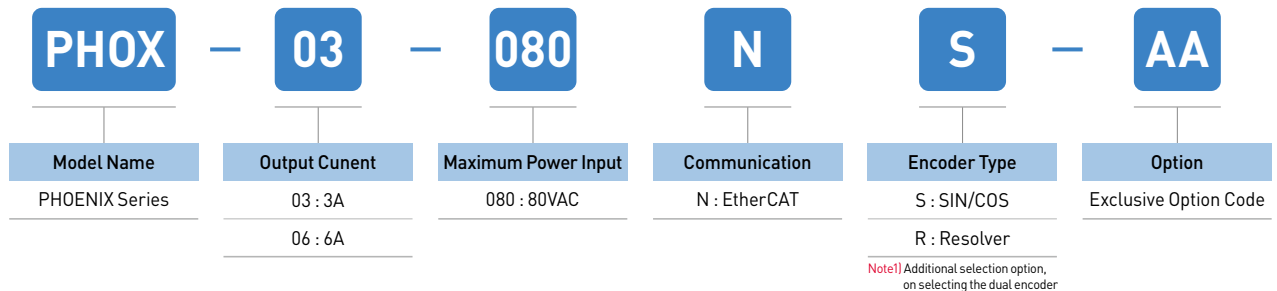 PHOX — 03 — 080 N S — AA
Model Name Output Cunent Maximum Power Input Communication Encoder Type Option
PHOENIX Series 03 : 3A 080 : 80VAC N : EtherCAT S : SIN/COS Exclusive Option Code
06 : 6A R : Resolver
Note1) Additional selection option,
on selecting the dual encoder